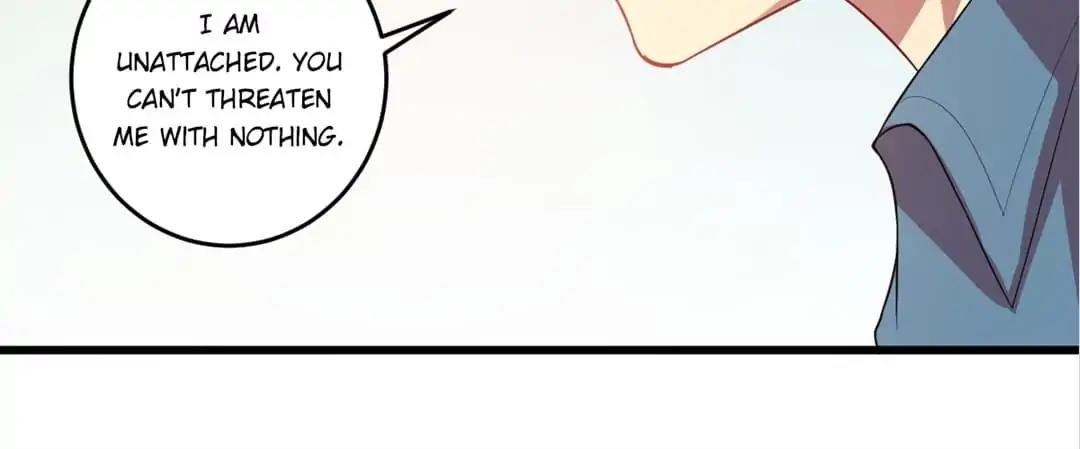 I AM
UNATTACHED. YOU
CAN'T THREATEN
ME WITH NOTHING.